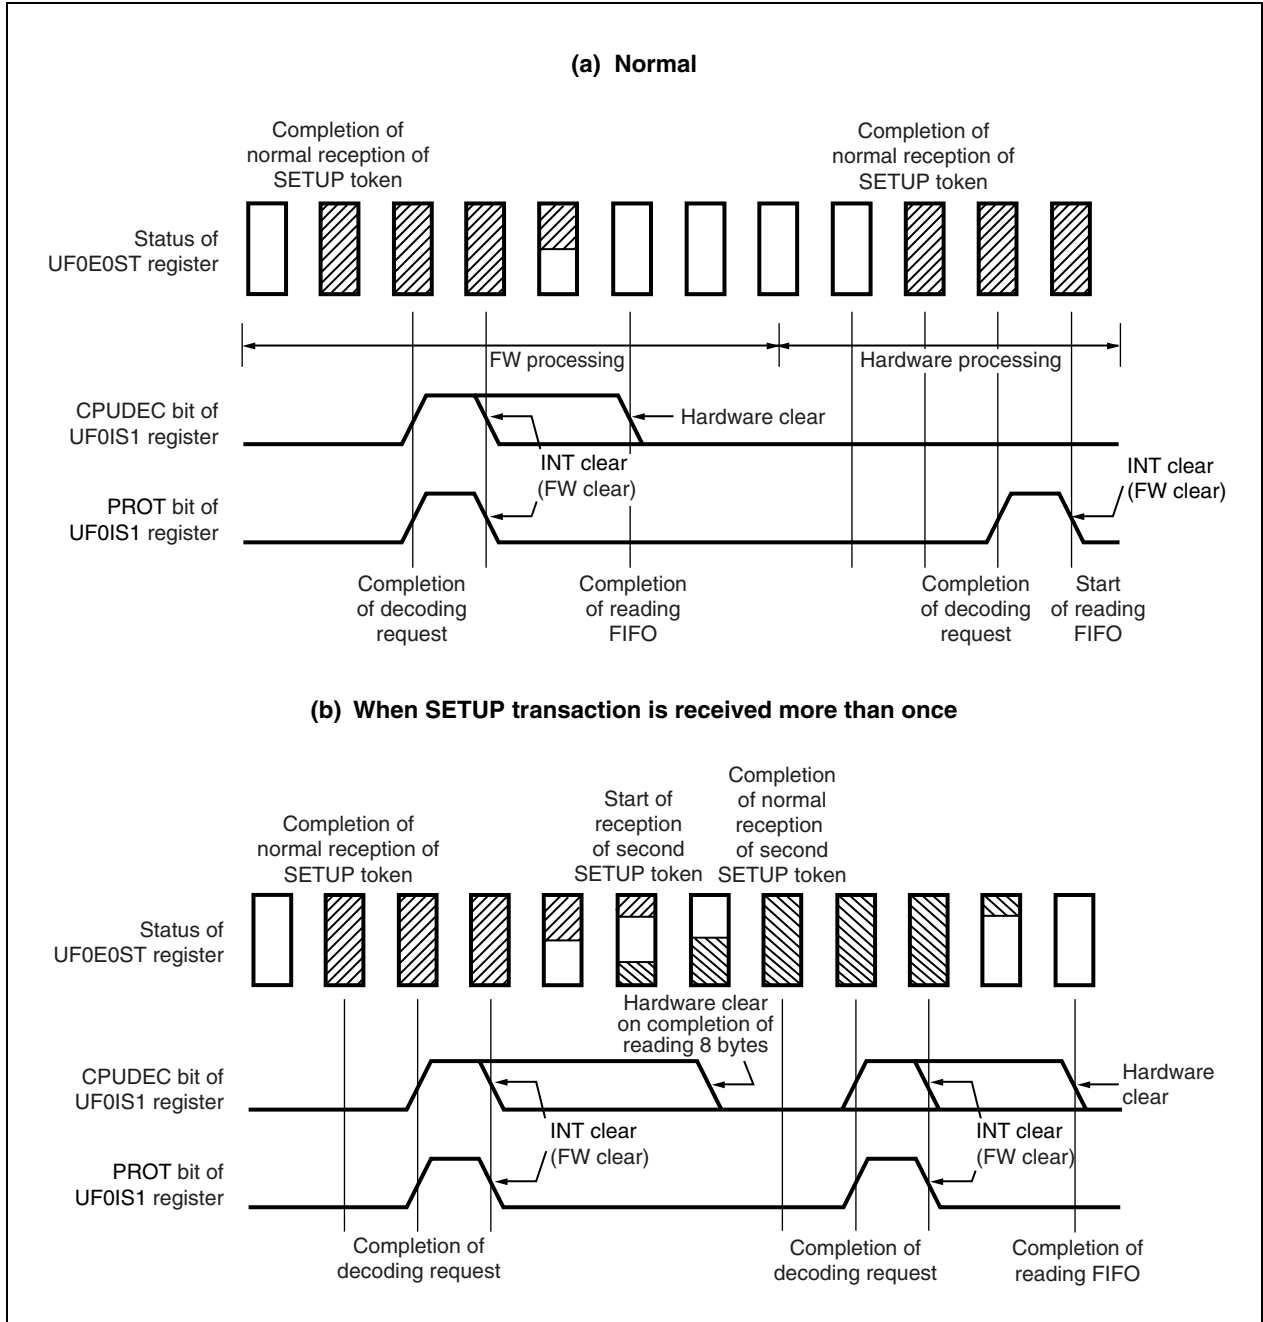 (a) Normal
Completion of
normal reception of
SETUP token
Completion of
normal reception of
SETUP token
Status of
UF0E0ST register
FW processing
Hardware processing
CPUDEC bit of
UF0IS1 register
Hardware clear
INT clear
(FW clear)
INT clear
(FW clear)
PROT bit of
UF0IS1 register
Completion
of decoding
request
Completion
of reading
FIFO
Completion
of decoding
request
Start
of reading
FIFO
(b) When SETUP transaction is received more than once
Completion of
normal reception of
SETUP token
Start of
reception
of second
SETUP token
Completion
of normal
reception
of second
SETUP token
Status of
UF0E0ST register
Hardware clear
on completion of
reading 8 bytes
CPUDEC bit of
UF0IS1 register
Hardware
clear
INT clear
(FW clear)
INT clear
(FW clear)
PROT bit of
UF0IS1 register
Completion of
decoding request
Completion of
decoding request
Completion of
reading FIFO